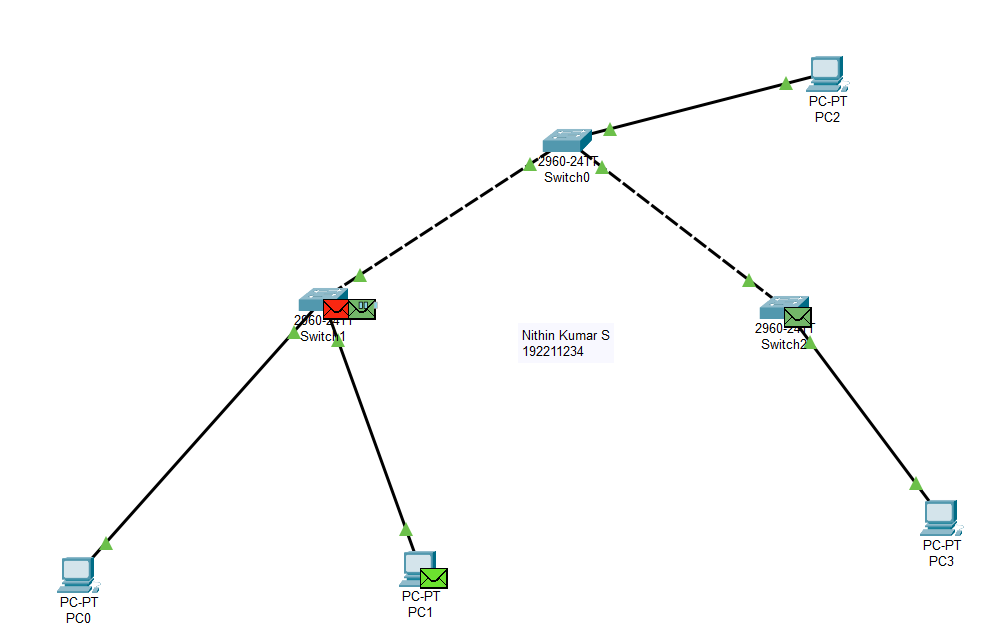 PC-PT
PC2
2960-24TT
Switch0
2960-24TT
Switch1
Nithin Kumar S
192211234
2960-24TT
Switch2
PC-PT
PC3
PC-PT
PC0
PC-PT
PC1